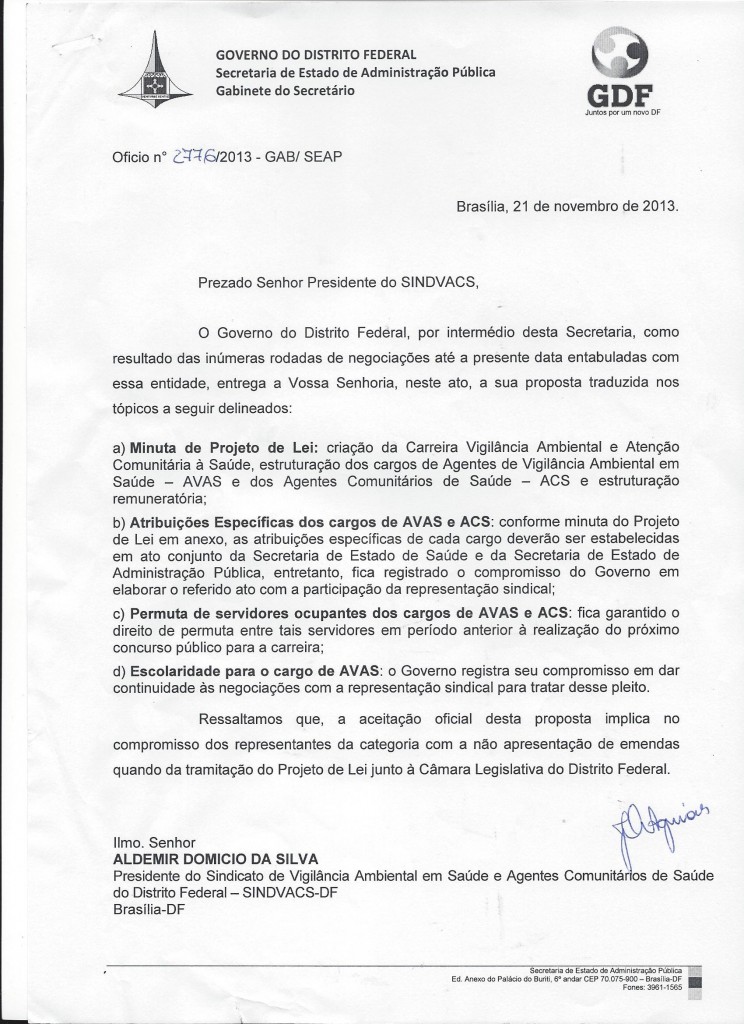 GOVERNO DO DISTRITO FEDERAL
Secretaria de Estado de Administração Pública
Gabinete do Secretário
GDF
Juntos por um novo DF
Oficio n° 2776/2013 - GAB/ SEAP
Brasília, 21 de novembro de 2013.
Prezado Senhor Presidente do SINDVACS,
O Governo do Distrito Federal, por intermédio desta Secretaria, como
resultado das inúmeras rodadas de negociações até a presente data entabuladas com
essa entidade, entrega a Vossa Senhoria, neste ato, a sua proposta traduzida nos
tópicos a seguir delineados:
a) Minuta de Projeto de Lei: criação da Carreira Vigilância Ambiental e Atenção
Comunitária à Saúde, estruturação dos cargos de Agentes de Vigilância Ambiental em
Saúde – AVAS e dos Agentes Comunitários de Saúde – ACS e estruturação
remuneratória;
b) Atribuições Específicas dos cargos de AVAS e ACS: conforme minuta do Projeto
de Lei em anexo, as atribuições específicas de cada cargo deverão ser estabelecidas
em ato conjunto da Secretaria de Estado de Saúde e da Secretaria de Estado de
Administração Pública, entretanto, fica registrado o compromisso do Governo em
elaborar o referido ato com a participação da representação sindical;
c) Permuta de servidores ocupantes dos cargos de AVAS e ACS: fica garantido o
direito de permuta entre tais servidores em período anterior à realização do próximo
concurso público para a carreira;
d) Escolaridade para o cargo de AVAS: o Governo registra seu compromisso em dar
continuidade às negociações com a representação sindical para tratar desse pleito.
Ressaltamos que, a aceitação oficial desta proposta implica no
compromisso dos representantes da categoria com a não apresentação de emendas
quando da tramitação do Projeto de Lei junto à Câmara Legislativa do Distrito Federal.
Ilmo. Senhor
ALDEMIR DOMICIO DA SILVA
Presidente do Sindicato de Vigilância Ambiental em Saúde e Agentes Comunitários de Saúde
do Distrito Federal – SINDVACS-DF
Brasília-DF
Secretaria de Estado de Administração Pública
Ed. Anexo do Palácio do Buriti, 6º andar CEP 70.075-900 – Brasília-DF
Fones: 3961-1565